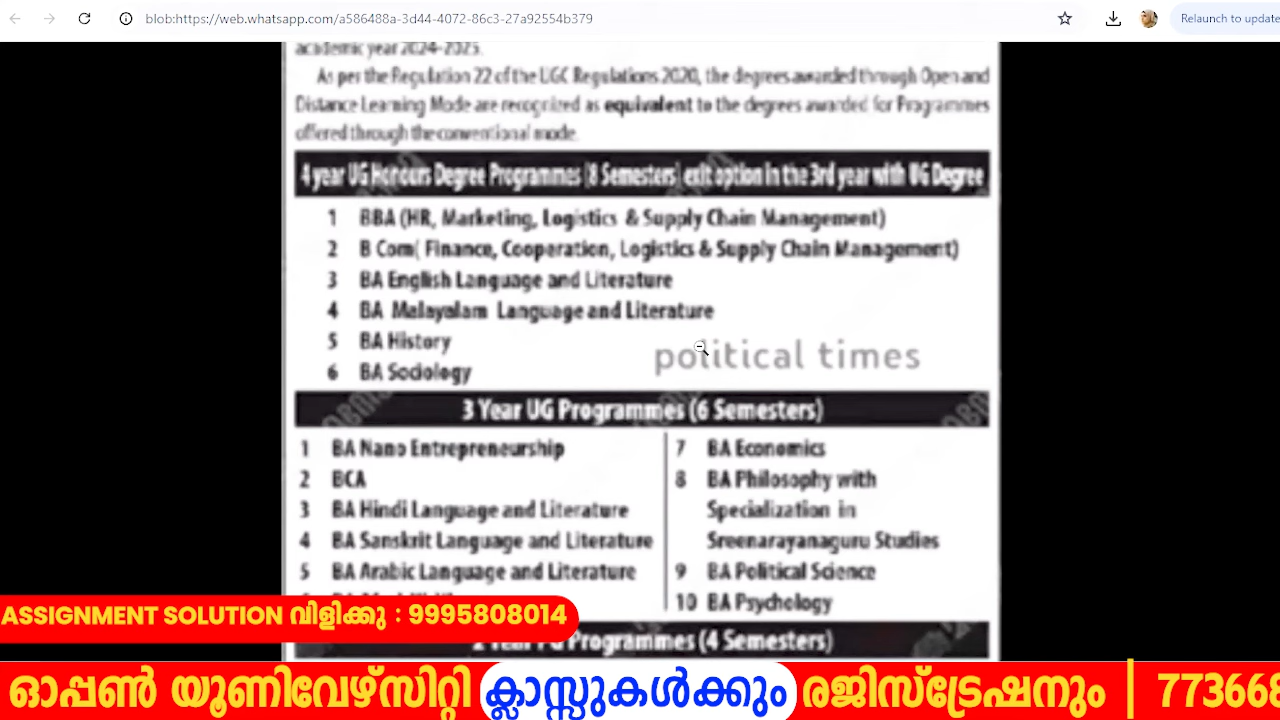 blob:https://web.whatsapp.com/a586488a-3d44-4072-86c3-27a92554b379
Relaunch to update
academic year 2024-2025.
As per the Regulation 22 of the UGC Regulations 2020, the degrees awarded through Open and
Distance Learning Mode are recognized as equivalent to the degrees awarded for Programmes
offered through the conventional mode.
4 year UG Honours Degree Programmes (8 Semesters) exit option in the 3rd year with UG Degree
1 BBA (HR, Marketing, Logistics & Supply Chain Management)
2 B Com( Finance, Cooperation, Logistics & Supply Chain Management)
3 BA English Language and Literature
4 BA Malayalam Language and Literature
5 BA History
6 BA Sociology
political times
3 Year UG Programmes (6 Semesters)
1 BA Nano Entrepreneurship
2 BCA
3 BA Hindi Language and Literature
4 BA Sanskrit Language and Literature
5 BA Arabic Language and Literature
7 BA Economics
8 BA Philosophy with
Specialization in
Sreenarayanaguru Studies
9 BA Political Science
10 BA Psychology
Programmes (4 Semesters)
ASSIGNMENT SOLUTION വിളിക്കു : 9995808014
ഓപ്പൺ യൂണിവേഴ്സിറ്റി ക്ലാസ്സുകൾക്കും രജിസ്ട്രേഷനും | 773668